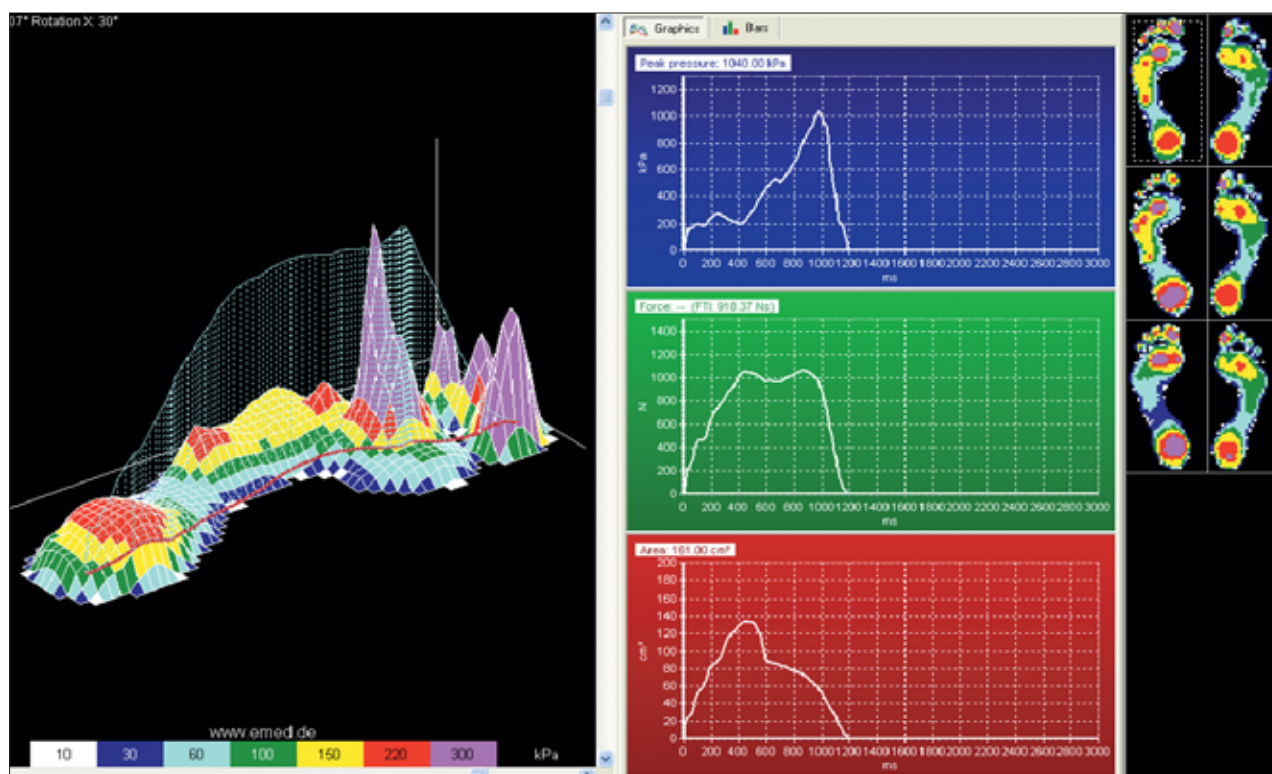 07° Rotation X: 30°
www.emed.de
10 30 60 100 150 220 300 kPa
Graphics Bars
Peak pressure: 1040.00 kPa
kPa
1200
1000
800
600
400
200
0
0 200 400 600 800 1000 1200 1400 1600 1800 2000 2200 2400 2600 2800 3000
ms
Force: -- (FTI: 918.37 Ns)
N
1400
1200
1000
800
600
400
200
0
0 200 400 600 800 1000 1200 1400 1600 1800 2000 2200 2400 2600 2800 3000
ms
Area: 161.00 cm²
cm²
200
180
160
140
120
100
80
60
40
20
0
0 200 400 600 800 1000 1200 1400 1600 1800 2000 2200 2400 2600 2800 3000
ms